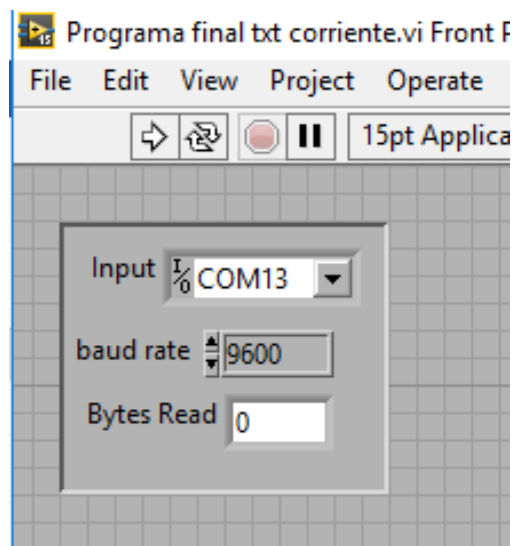 15 Programa final txt corriente.vi Front P
File Edit View Project Operate
15pt Applica
Input I/O COM13
baud rate 9600
Bytes Read 0